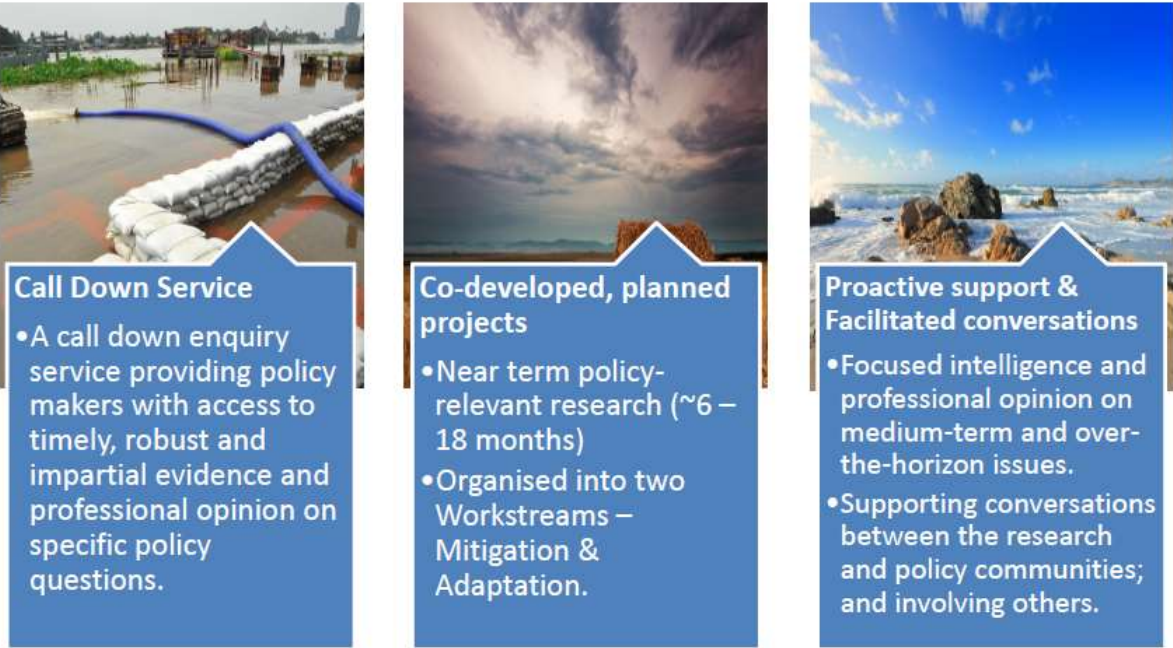 Call Down Service
•A call down enquiry
service providing policy
makers with access to
timely, robust and
impartial evidence and
professional opinion on
specific policy
questions.
Co-developed, planned
projects
•Near term policy-
relevant research (~6 –
18 months)
•Organised into two
Workstreams –
Mitigation &
Adaptation.
Proactive support &
Facilitated conversations
•Focused intelligence and
professional opinion on
medium-term and over-
the-horizon issues.
•Supporting conversations
between the research
and policy communities;
and involving others.